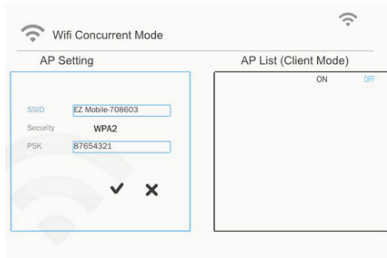 Wifi Concurrent Mode
AP Setting
AP List (Client Mode)
ON OFF
SSID EZ Mobile-708603
Security WPA2
PSK 87654321